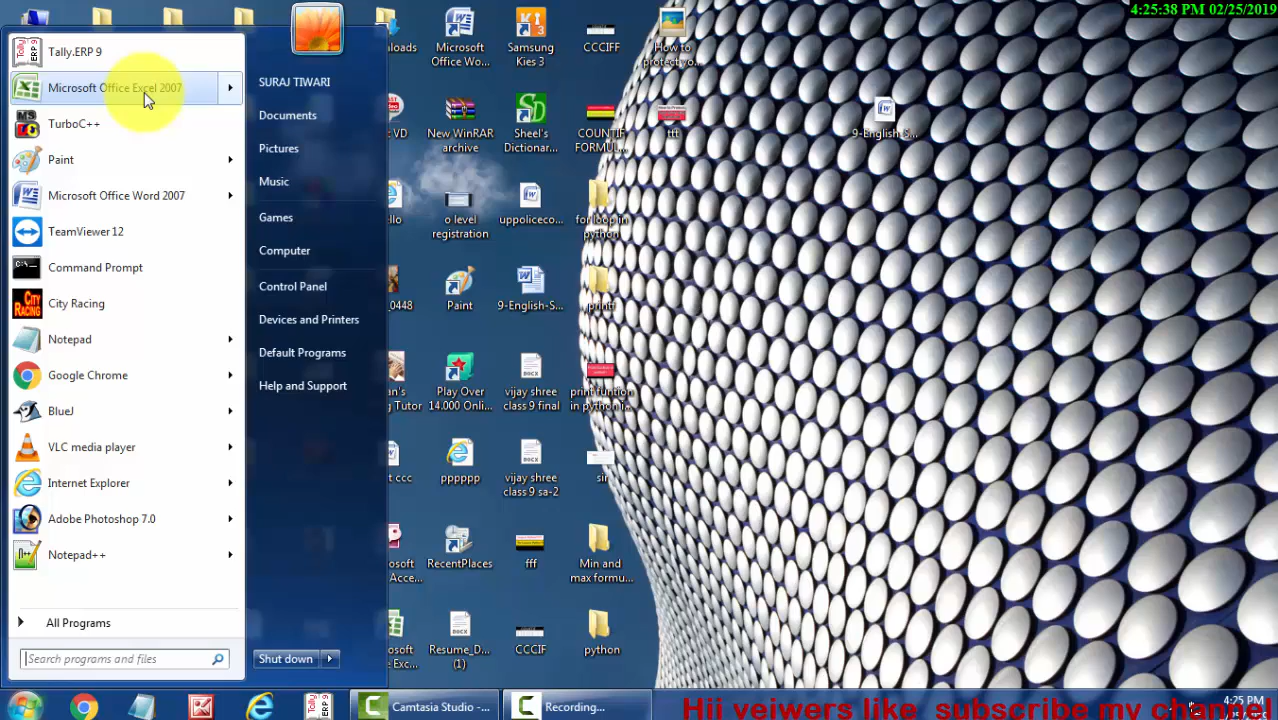 4:25:38 PM 02/25/2019
Tally.ERP 9
Microsoft Office Excel 2007
TurboC++
Paint
Microsoft Office Word 2007
TeamViewer 12
Command Prompt
City Racing
Notepad
Google Chrome
BlueJ
VLC media player
Internet Explorer
Adobe Photoshop 7.0
Notepad++
All Programs
Search programs and files
SURAJ TIWARI
Documents
Pictures
Music
Games
Computer
Control Panel
Devices and Printers
Default Programs
Help and Support
Shut down
Microsoft
Office Wo...
Samsung
Kies 3
CCCIFF
How to
protect yo...
VD
New WinRAR
archive
Sheel's
Dictionar...
COUNTIF
FORMUL...
ttt
9-English-S...
o level
registration
uppoliceco...
for loop in
python
Paint
9-English-S...
printf
Play Over
14.000 Onli...
vijay shree
class 9 final
print funtion
in python i...
Tutor
pppppp
vijay shree
class 9 sa-2
sir
RecentPlaces
fff
Min and
max formu...
Resume_D...
(1)
CCCIF
python
Camtasia Studio -...
Recording...
4:25 PM
Hii veiwers like subscribe my channel